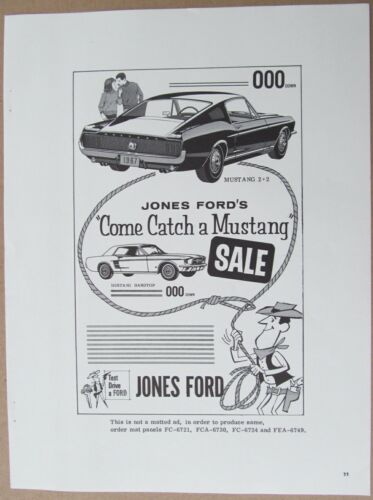 000 DOWN
1967
MUSTANG 2+2
JONES FORD'S
"Come Catch a Mustang"
SALE
MUSTANG HARDTOP
000 DOWN
Test
Drive
a FORD
JONES FORD
This is not a matted ad, in order to produce same,
order mat panels FC-6721, FCA-6730, FC-6724 and FEA-6749.
33